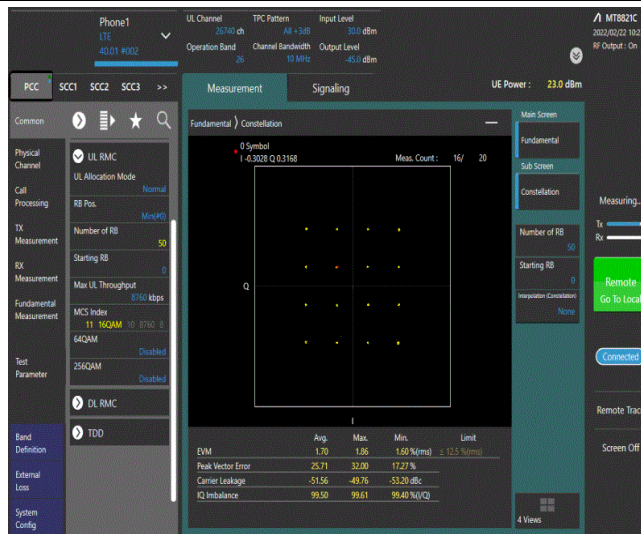 Phone1
LTE
40.01 #002
UL Channel
26740 ch
TPC Pattern
All +3dB
Input Level
30.0 dBm
Operation Band
26
Channel Bandwidth
10 MHz
Output Level
-45.0 dBm
MT8821C
2022/02/22 10:2
RF Output : On
PCC SCC1 SCC2 SCC3 >>
Measurement
Signaling
UE Power : 23.0 dBm
Common
Physical
Channel
Call
Processing
TX
Measurement
RX
Measurement
Fundamental
Measurement
Test
Parameter
Band
Definition
External
Loss
System
Config
UL RMC
UL Allocation Mode
Normal
RB Pos.
Min(#0)
Number of RB
50
Starting RB
0
Max UL Throughput
8760 kbps
MCS Index
11 16QAM 10 8760 8
64QAM
Disabled
256QAM
Disabled
DL RMC
TDD
Fundamental ⟩ Constellation
0 Symbol
I -0.3028 Q 0.3168
Meas. Count : 16/ 20
Q
I
Avg. Max. Min. Limit
EVM 1.70 1.86 1.60 %(rms) ≤ 12.5 %(rms)
Peak Vector Error 25.71 32.00 17.27 %
Carrier Leakage -51.56 -49.76 -53.20 dBc
IQ Imbalance 99.50 99.61 99.40 %(I/Q)
Main Screen
Fundamental
Sub Screen
Constellation
Number of RB
50
Starting RB
0
Interpolation (Constellation)
None
4 Views
Measuring..
Tx
Rx
Remote
Go To Local
Connected
Remote Trac
Screen Off